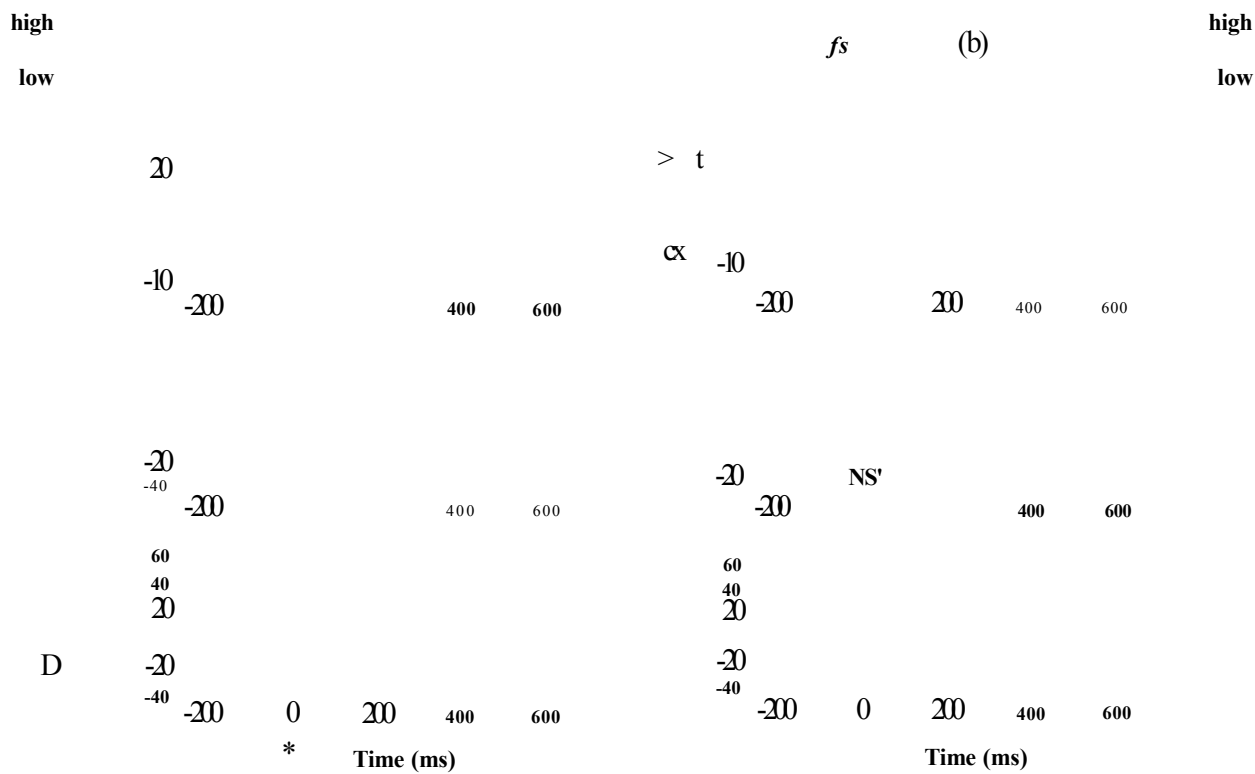 high high
fs (b)
low low
20 > t
cx -10
-10
-200 400 600 -200 200 400 600
-20 -20 NS'
-40
-200 400 600 -200 400 600
60 60
40 40
20 20
D -20 -20
-40 -40
-200 0 200 400 600 -200 0 200 400 600
* Time (ms) Time (ms)